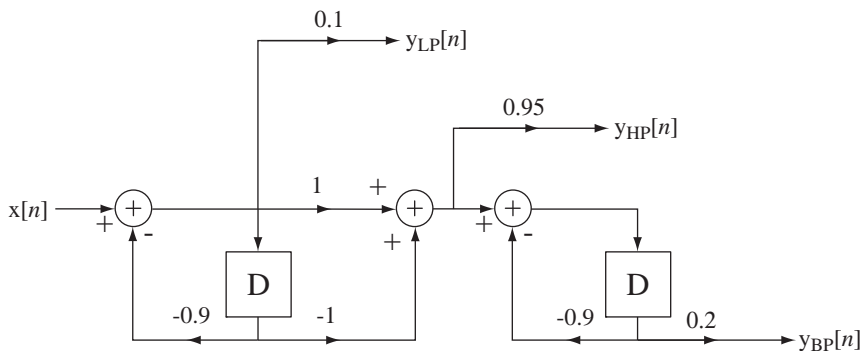 0.1
y_LP[n]
0.95
y_HP[n]
1
x[n]
+
+
-
+
+
+
+
+
-
D
D
-0.9
-1
-0.9
0.2
y_BP[n]